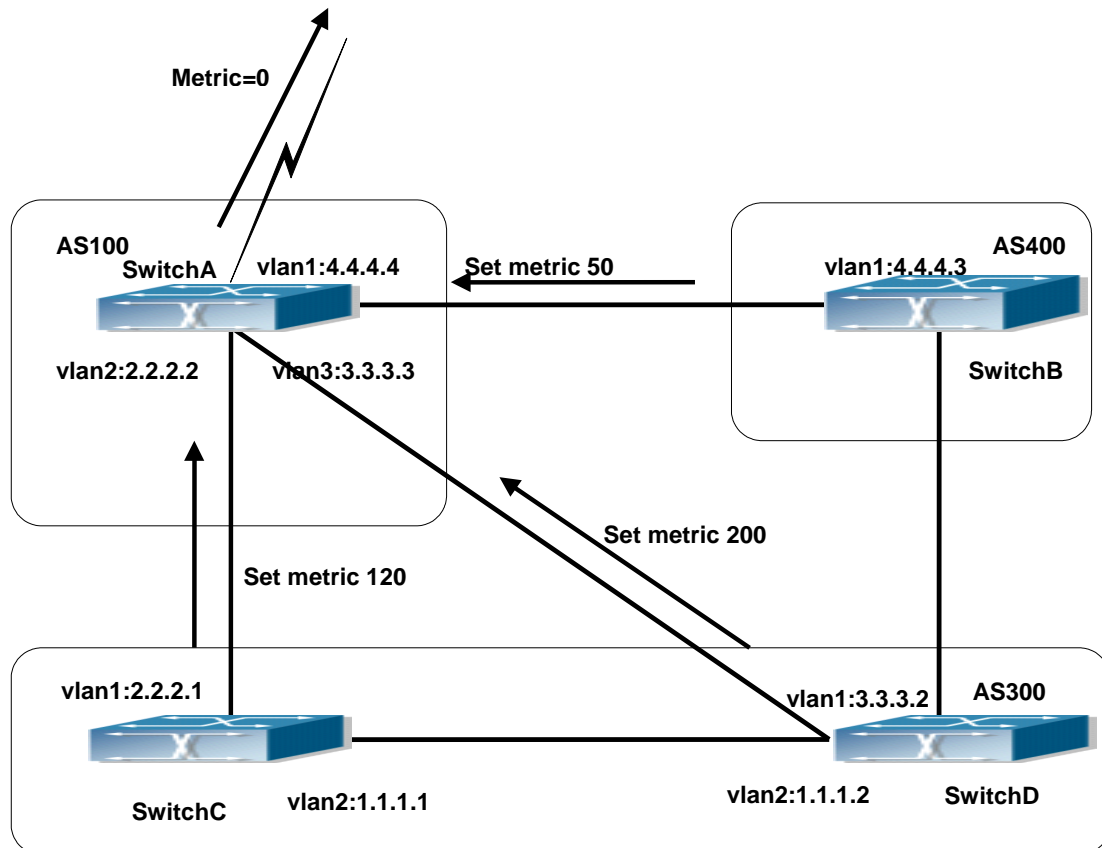 Metric=0
AS100
SwitchA
vlan1:4.4.4.4
Set metric 50
AS400
vlan1:4.4.4.3
vlan2:2.2.2.2
vlan3:3.3.3.3
SwitchB
Set metric 200
Set metric 120
vlan1:2.2.2.1
vlan1:3.3.3.2
AS300
SwitchC
vlan2:1.1.1.1
vlan2:1.1.1.2
SwitchD